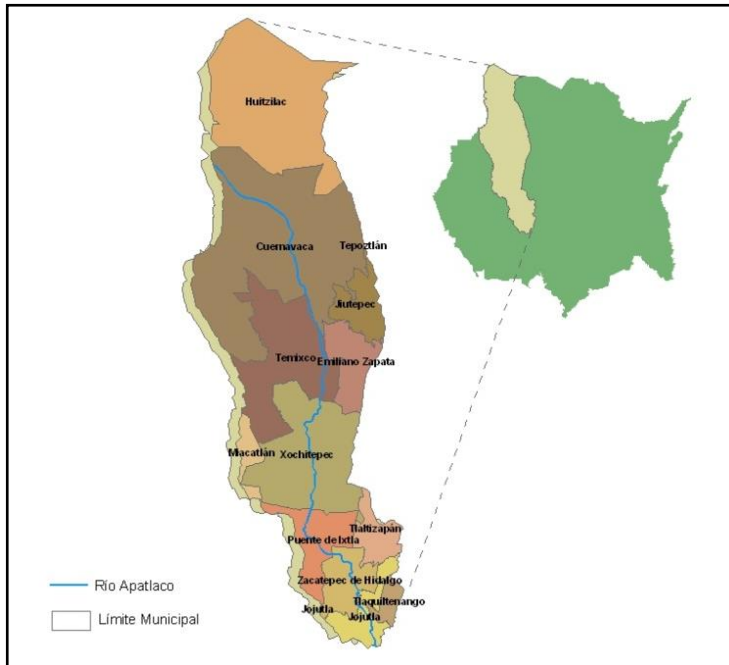 Huitzilac
Cuernavaca
Tepoztlán
Jiutepec
Temixco
Emiliano Zapata
Miacatlán
Xochitepec
Tlaltizapán
Puente de Ixtla
Zacatepec de Hidalgo
Tlaquiltenango
Jojutla
Jojutla
Río Apatlaco
Límite Municipal